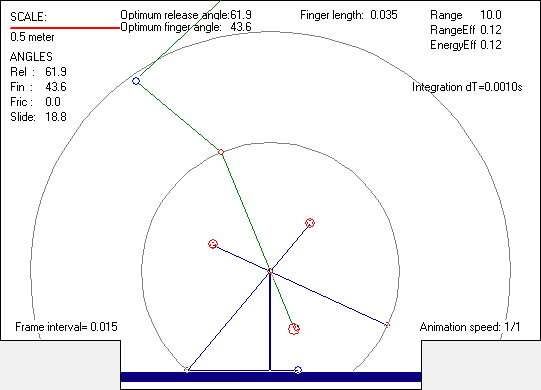 SCALE:
0.5 meter
Optimum release angle:61.9
Optimum finger angle: 43.6
Finger length: 0.035
Range 10.0
RangeEff 0.12
EnergyEff 0.12
ANGLES
Rel : 61.9
Fin : 43.6
Fric : 0.0
Slide: 18.8
Integration dT=0.0010s
Frame interval= 0.015
Animation speed: 1/1